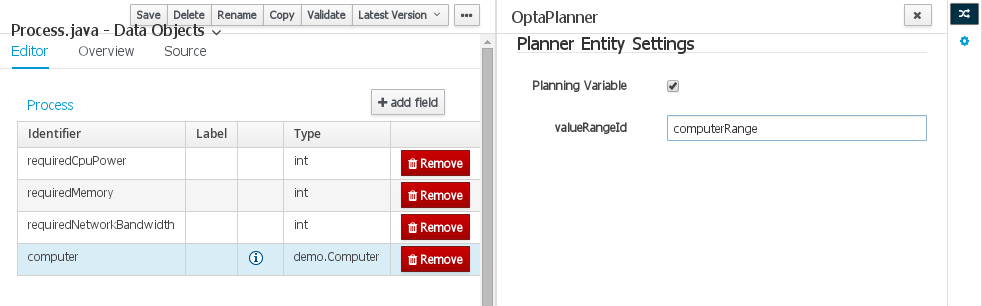 Save Delete Rename Copy Validate Latest Version ...
Process.java - Data Objects
Editor Overview Source
Process
+ add field
Identifier Label Type
requiredCpuPower int Remove
requiredMemory int Remove
requiredNetworkBandwidth int Remove
computer demo.Computer Remove
OptaPlanner
Planner Entity Settings
Planning Variable
valueRangeId computerRange